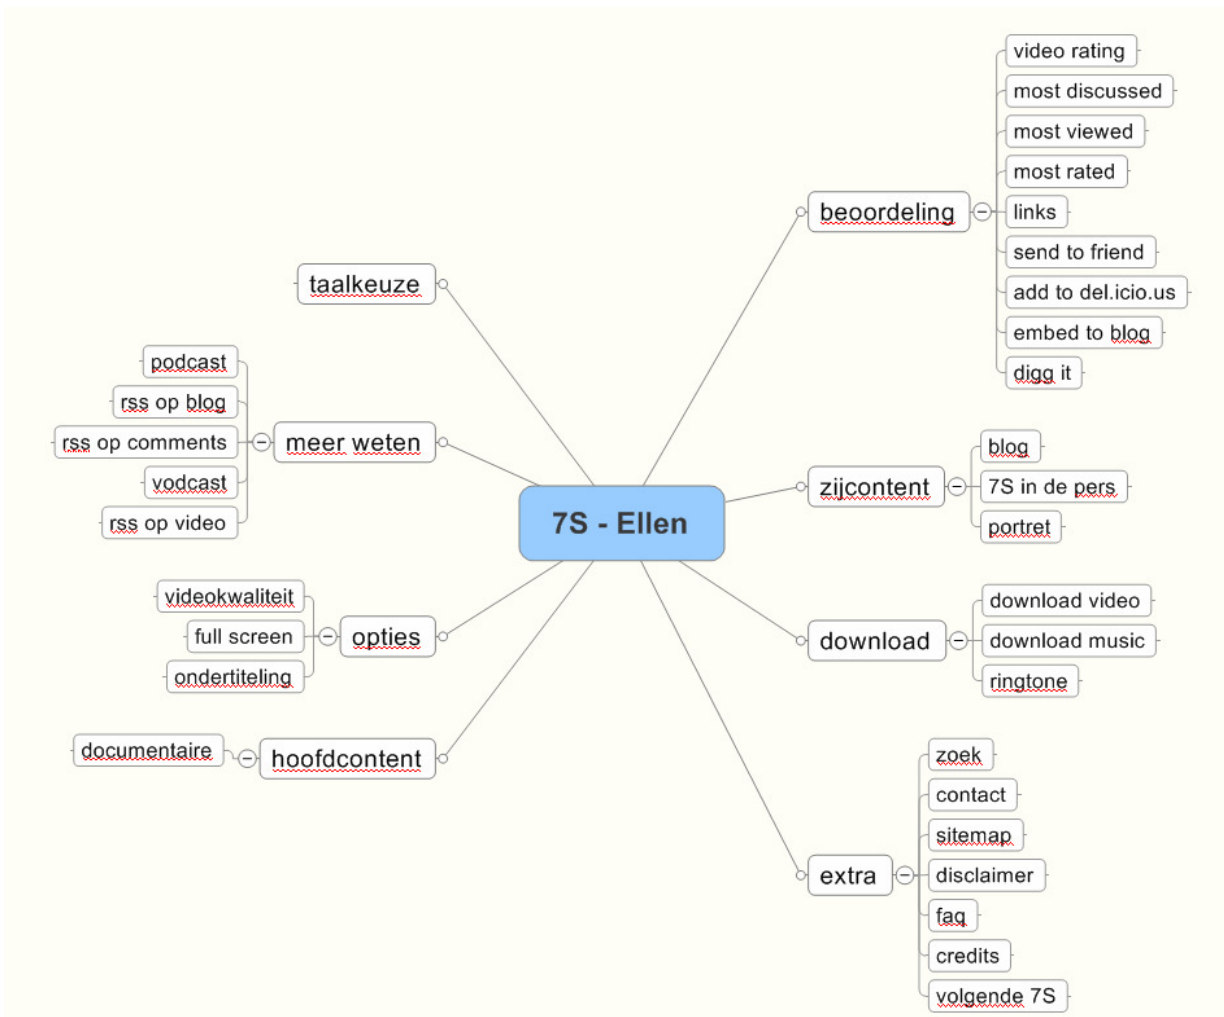 7S - Ellen
beoordeling
video rating
most discussed
most viewed
most rated
links
send to friend
add to del.icio.us
embed to blog
digg it
zijcontent
blog
7S in de pers
portret
download
download video
download music
ringtone
extra
zoek
contact
sitemap
disclaimer
faq
credits
volgende 7S
taalkeuze
meer weten
podcast
rss op blog
rss op comments
vodcast
rss op video
opties
videokwaliteit
full screen
ondertiteling
hoofdcontent
documentaire